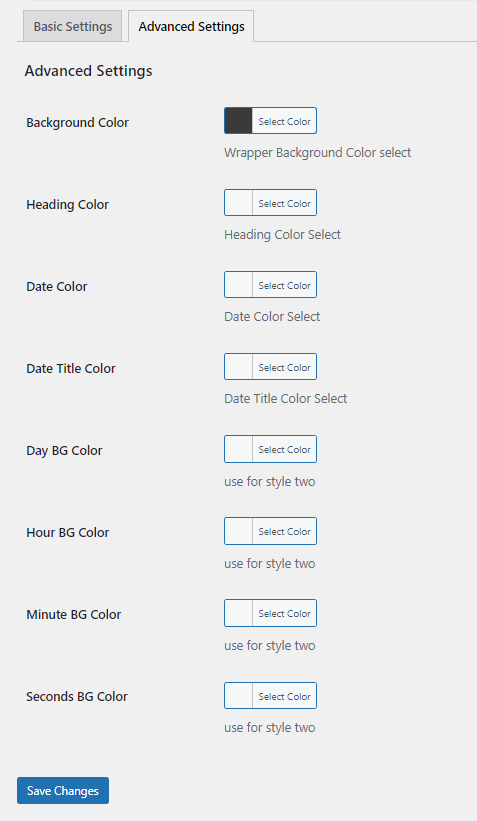 Basic Settings Advanced Settings
Advanced Settings
Background Color Select Color
Wrapper Background Color select
Heading Color Select Color
Heading Color Select
Date Color Select Color
Date Color Select
Date Title Color Select Color
Date Title Color Select
Day BG Color Select Color
use for style two
Hour BG Color Select Color
use for style two
Minute BG Color Select Color
use for style two
Seconds BG Color Select Color
use for style two
Save Changes